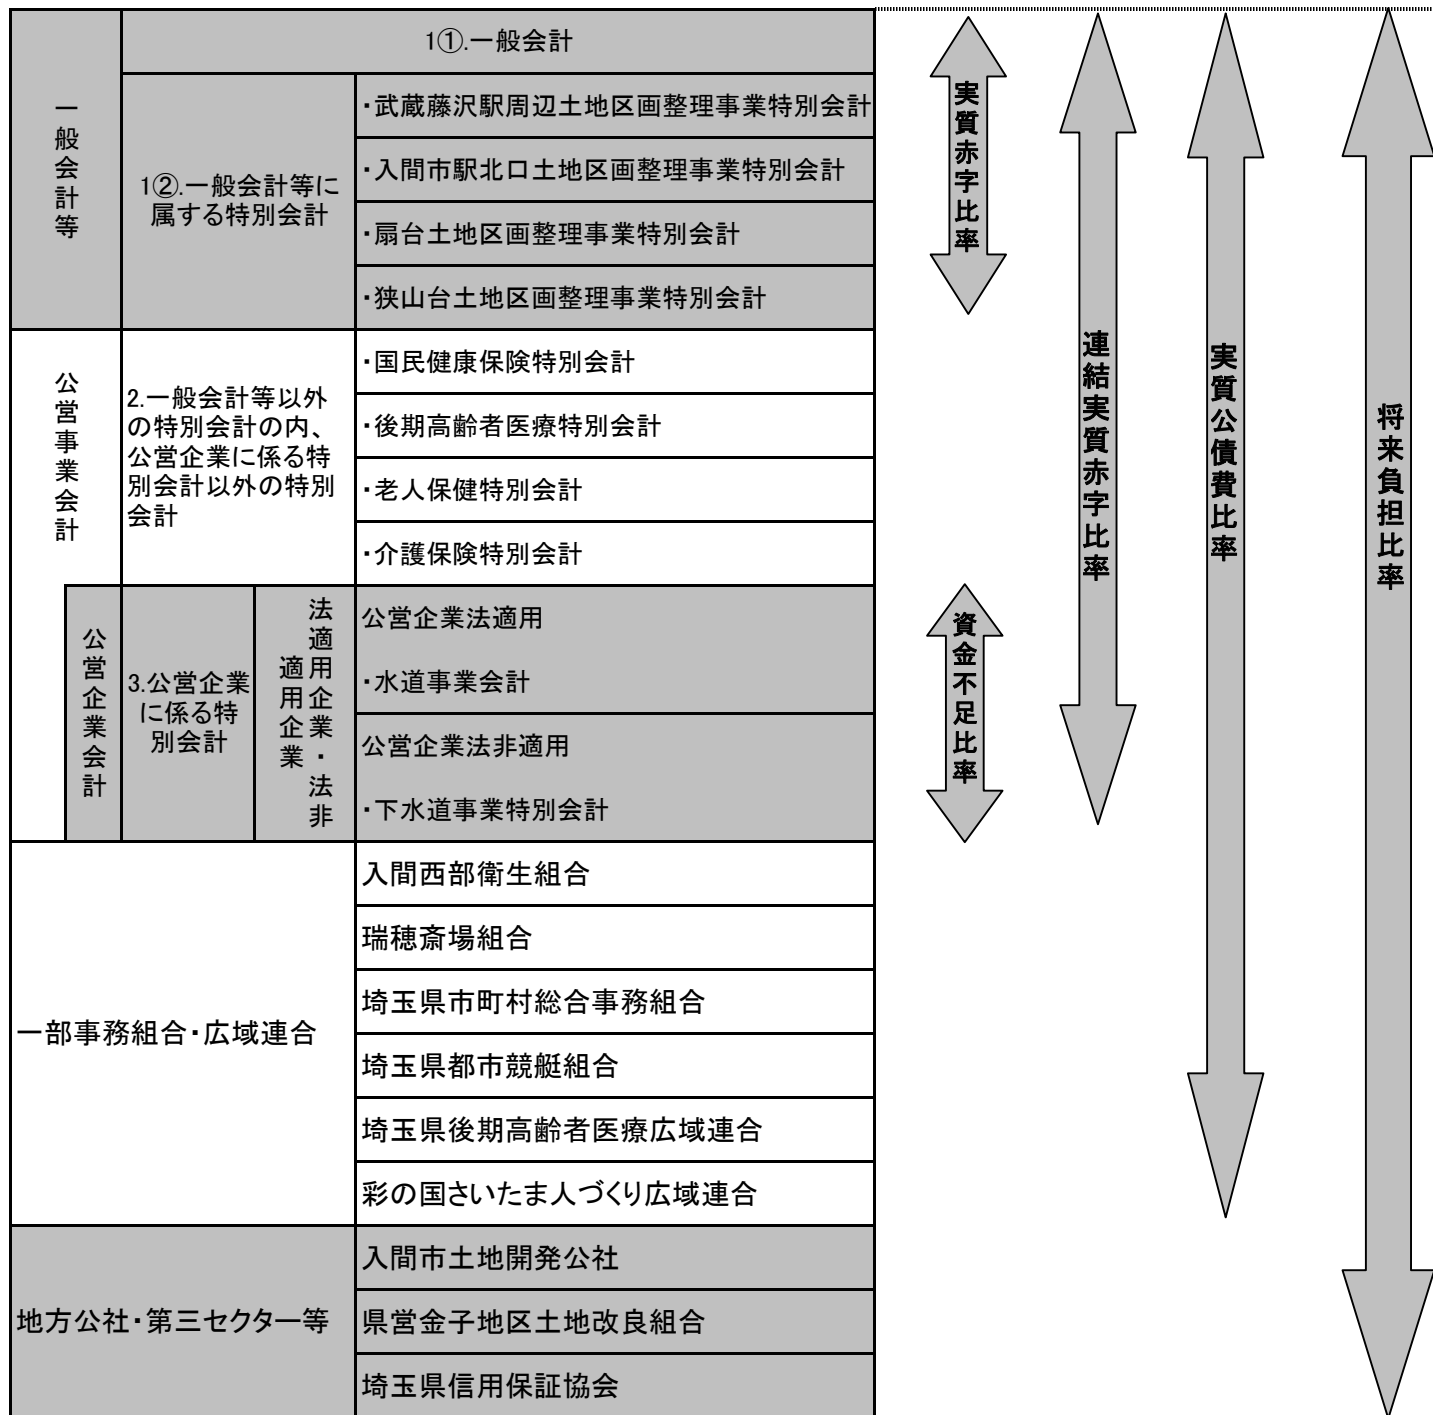 1①.一般会計
一般会計等
1②.一般会計等に
属する特別会計
・武蔵藤沢駅周辺土地区画整理事業特別会計
・入間市駅北口土地区画整理事業特別会計
・扇台土地区画整理事業特別会計
・狭山台土地区画整理事業特別会計
公営事業会計
2.一般会計等以外
の特別会計の内、
公営企業に係る特
別会計以外の特別
会計
・国民健康保険特別会計
・後期高齢者医療特別会計
・老人保健特別会計
・介護保険特別会計
公営企業会計
3.公営企業
に係る特
別会計
法適用企業・法非
適用企業
公営企業法適用
・水道事業会計
公営企業法非適用
・下水道事業特別会計
一部事務組合・広域連合
入間西部衛生組合
瑞穂斎場組合
埼玉県市町村総合事務組合
埼玉県都市競艇組合
埼玉県後期高齢者医療広域連合
彩の国さいたま人づくり広域連合
地方公社・第三セクター等
入間市土地開発公社
県営金子地区土地改良組合
埼玉県信用保証協会
実質赤字比率
資金不足比率
連結実質赤字比率
実質公債費比率
将来負担比率